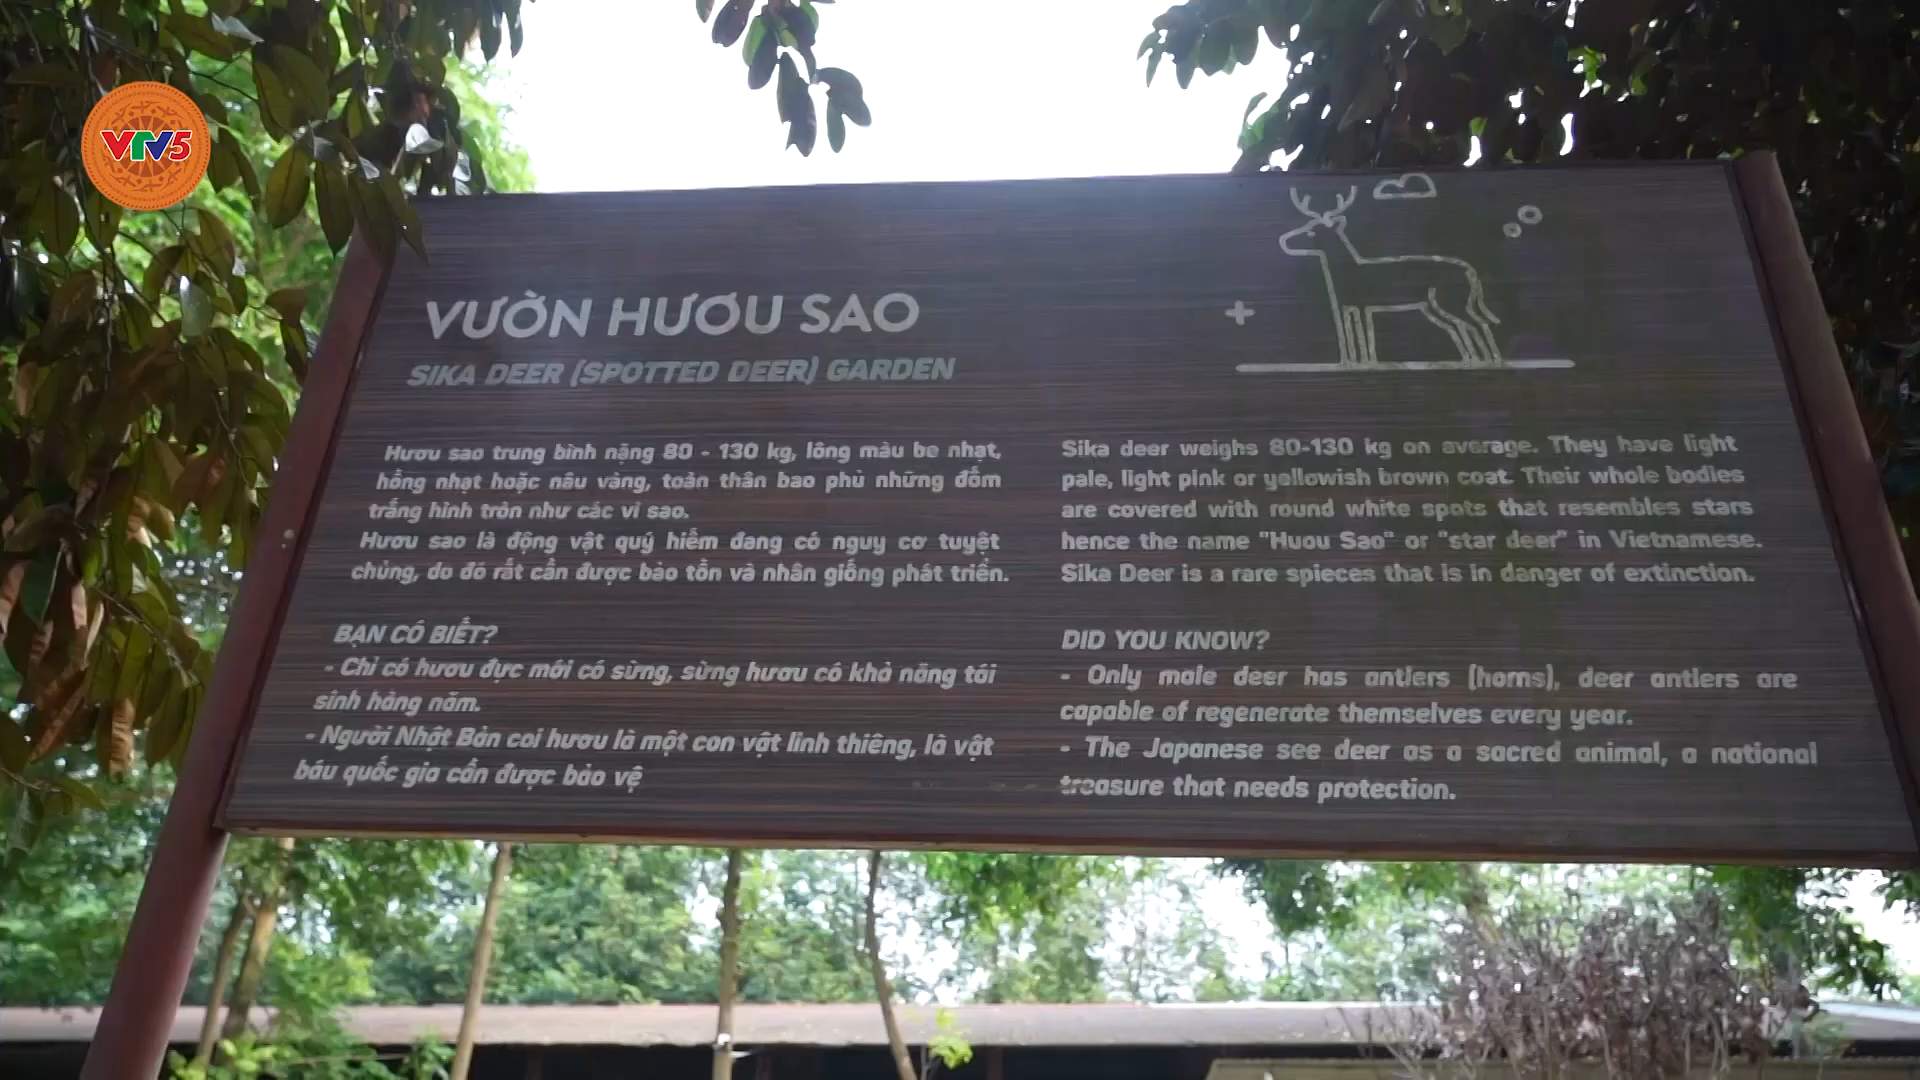 VTV5
VƯỜN HƯƠU SAO
SIKA DEER (SPOTTED DEER) GARDEN
Hươu sao trung bình nặng 80 - 130 kg, lông màu be nhạt,
hồng nhạt hoặc nâu vàng, toàn thân bao phủ những đốm
trắng hình tròn như các vì sao.
Hươu sao là động vật quý hiếm đang có nguy cơ tuyệt
chủng, do đó rất cần được bảo tồn và nhân giống phát triển.
BẠN CÓ BIẾT?
- Chỉ có hươu đực mới có sừng, sừng hươu có khả năng tái
sinh hàng năm.
- Người Nhật Bản coi hươu là một con vật linh thiêng, là vật
báu quốc gia cần được bảo vệ
Sika deer weighs 80-130 kg on average. They have light
pale, light pink or yellowish brown coat. Their whole bodies
are covered with round white spots that resembles stars
hence the name "Huou Sao" or "star deer" in Vietnamese.
Sika Deer is a rare spieces that is in danger of extinction.
DID YOU KNOW?
- Only male deer has antlers (horns), deer antlers are
capable of regenerate themselves every year.
- The Japanese see deer as a sacred animal, a national
treasure that needs protection.